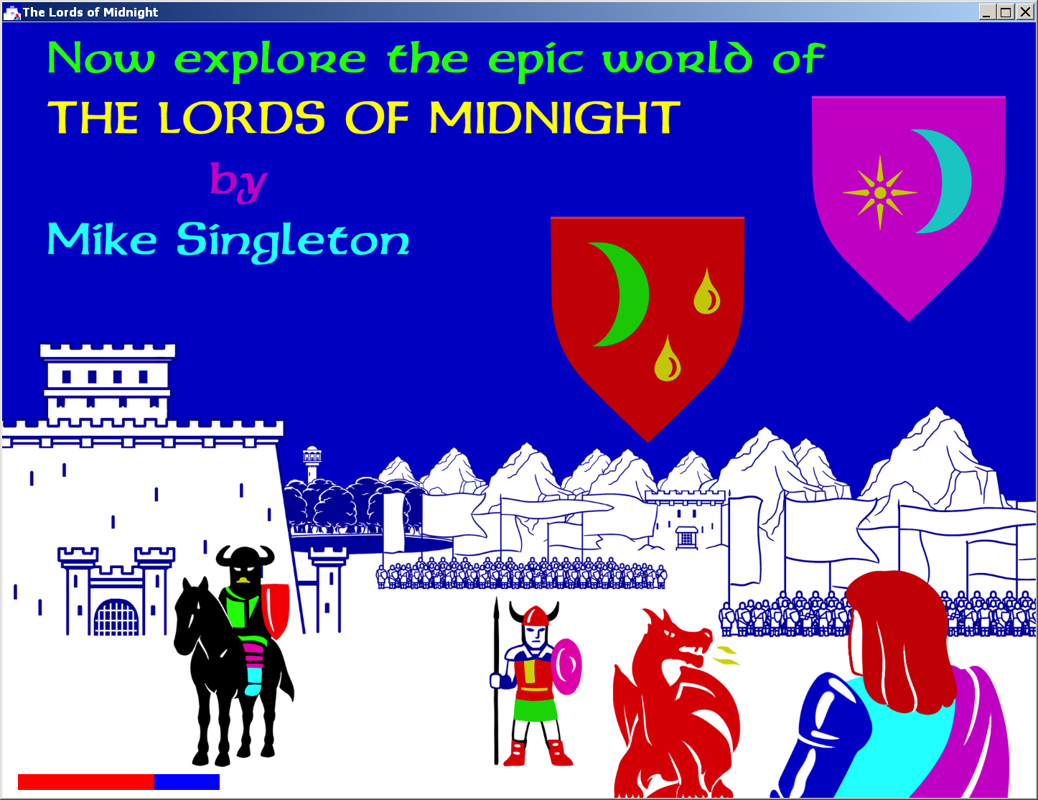 The Lords of Midnight
Now explore the epic world of
THE LORDS OF MIDNIGHT
by
Mike Singleton